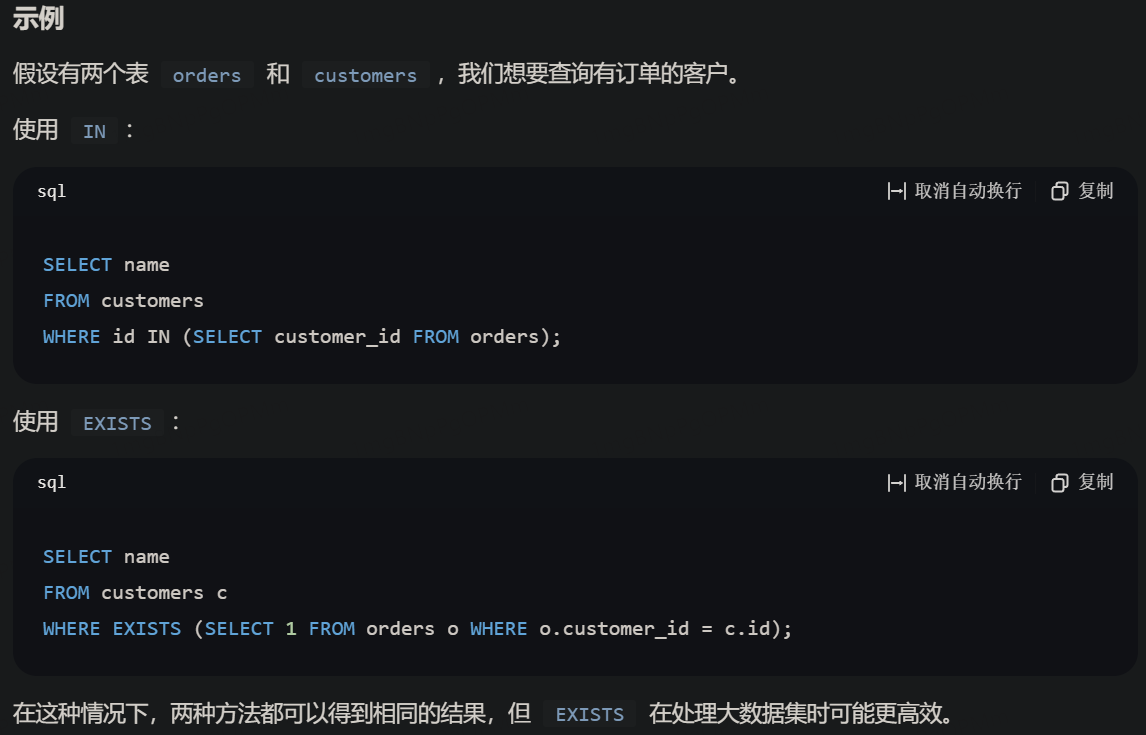 示例
假设有两个表 orders 和 customers ，我们想要查询有订单的客户。
使用 IN ：
sql 取消自动换行 复制
SELECT name
FROM customers
WHERE id IN (SELECT customer_id FROM orders);
使用 EXISTS ：
sql 取消自动换行 复制
SELECT name
FROM customers c
WHERE EXISTS (SELECT 1 FROM orders o WHERE o.customer_id = c.id);
在这种情况下，两种方法都可以得到相同的结果，但 EXISTS 在处理大数据集时可能更高效。